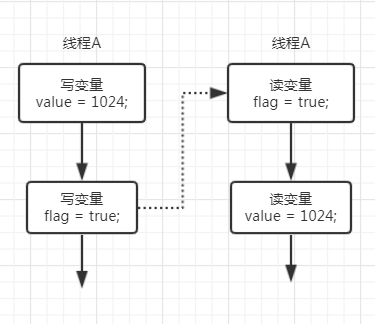 线程A
写变量
value = 1024;
写变量
flag = true;
线程A
读变量
flag = true;
读变量
value = 1024;